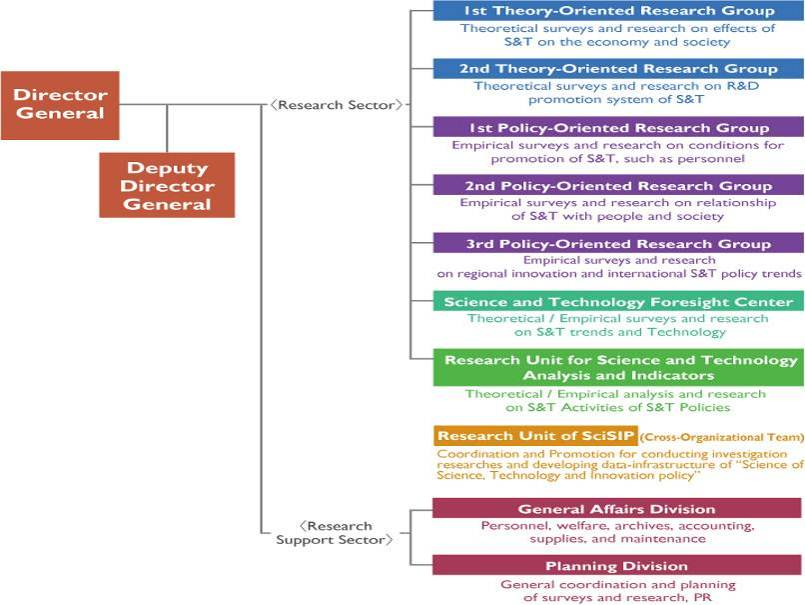 Director
General
Deputy
Director
General
〈Research Sector〉
1st Theory-Oriented Research Group
Theoretical surveys and research on effects of
S&T on the economy and society
2nd Theory-Oriented Research Group
Theoretical surveys and research on R&D
promotion system of S&T
1st Policy-Oriented Research Group
Empirical surveys and research on conditions for
promotion of S&T, such as personnel
2nd Policy-Oriented Research Group
Empirical surveys and research on relationship
of S&T with people and society
3rd Policy-Oriented Research Group
Empirical surveys and research
on regional innovation and international S&T policy trends
Science and Technology Foresight Center
Theoretical / Empirical surveys and research
on S&T trends and Technology
Research Unit for Science and Technology
Analysis and Indicators
Theoretical / Empirical analysis and research
on S&T Activities of S&T Policies
Research Unit of SciSIP (Cross-Organizational Team)
Coordination and Promotion for conducting investigation
researches and developing data-infrastructure of “Science of
Science, Technology and Innovation policy”
〈Research
Support Sector〉
General Affairs Division
Personnel, welfare, archives, accounting,
supplies, and maintenance
Planning Division
General coordination and planning
of surveys and research, PR